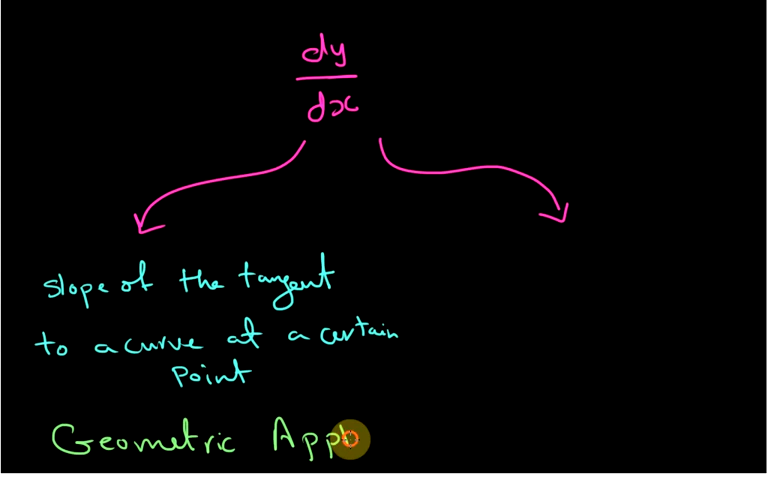 dy
dx
slope of the tangent
to a curve at a certain
point
Geometric App